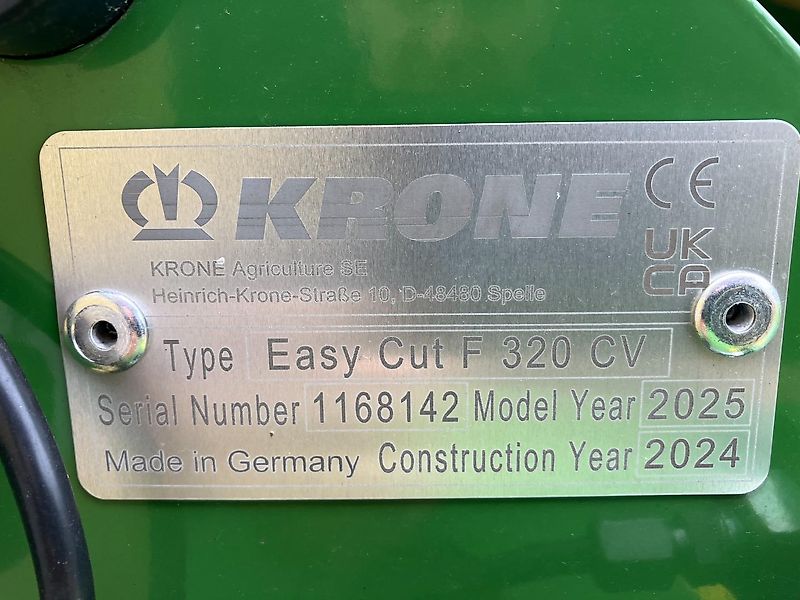 KRONE CE
KRONE Agriculture SE
UK
CA
Heinrich-Krone-Straße 10, D-48480 Spelle
Type Easy Cut F 320 CV
Serial Number 1168142 Model Year 2025
Made in Germany Construction Year 2024